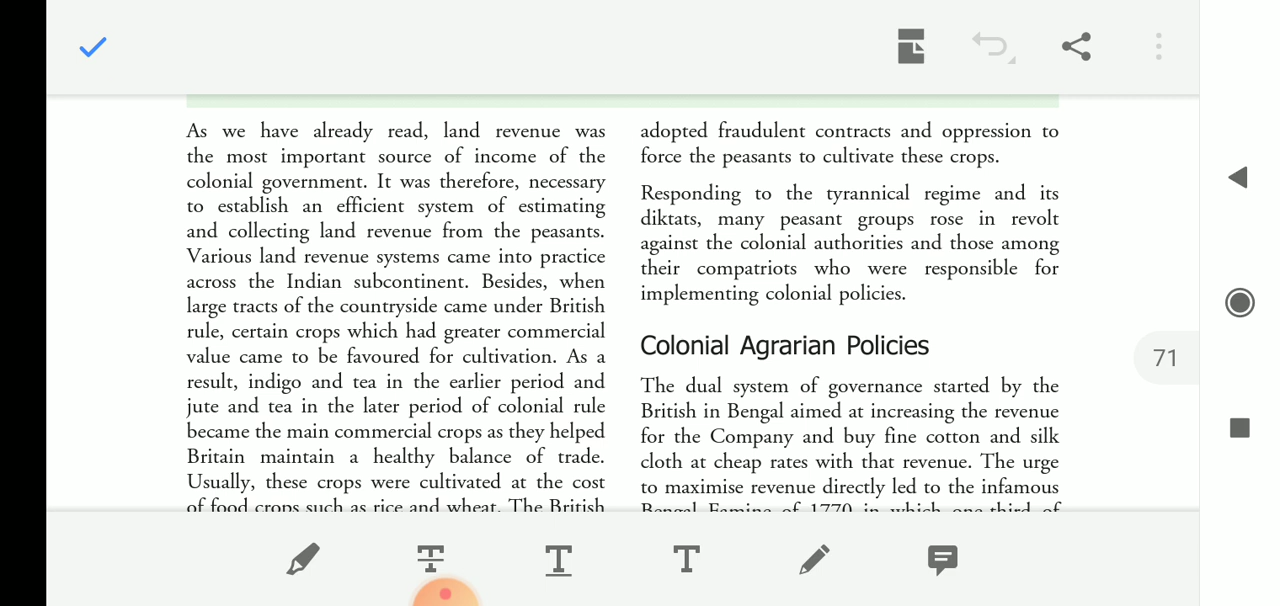 As we have already read, land revenue was
the most important source of income of the
colonial government. It was therefore, necessary
to establish an efficient system of estimating
and collecting land revenue from the peasants.
Various land revenue systems came into practice
across the Indian subcontinent. Besides, when
large tracts of the countryside came under British
rule, certain crops which had greater commercial
value came to be favoured for cultivation. As a
result, indigo and tea in the earlier period and
jute and tea in the later period of colonial rule
became the main commercial crops as they helped
Britain maintain a healthy balance of trade.
Usually, these crops were cultivated at the cost
of food crops such as rice and wheat. The British
adopted fraudulent contracts and oppression to
force the peasants to cultivate these crops.
Responding to the tyrannical regime and its
diktats, many peasant groups rose in revolt
against the colonial authorities and those among
their compatriots who were responsible for
implementing colonial policies.
Colonial Agrarian Policies
The dual system of governance started by the
British in Bengal aimed at increasing the revenue
for the Company and buy fine cotton and silk
cloth at cheap rates with that revenue. The urge
to maximise revenue directly led to the infamous
Bengal Famine of 1770 in which one-third of
71